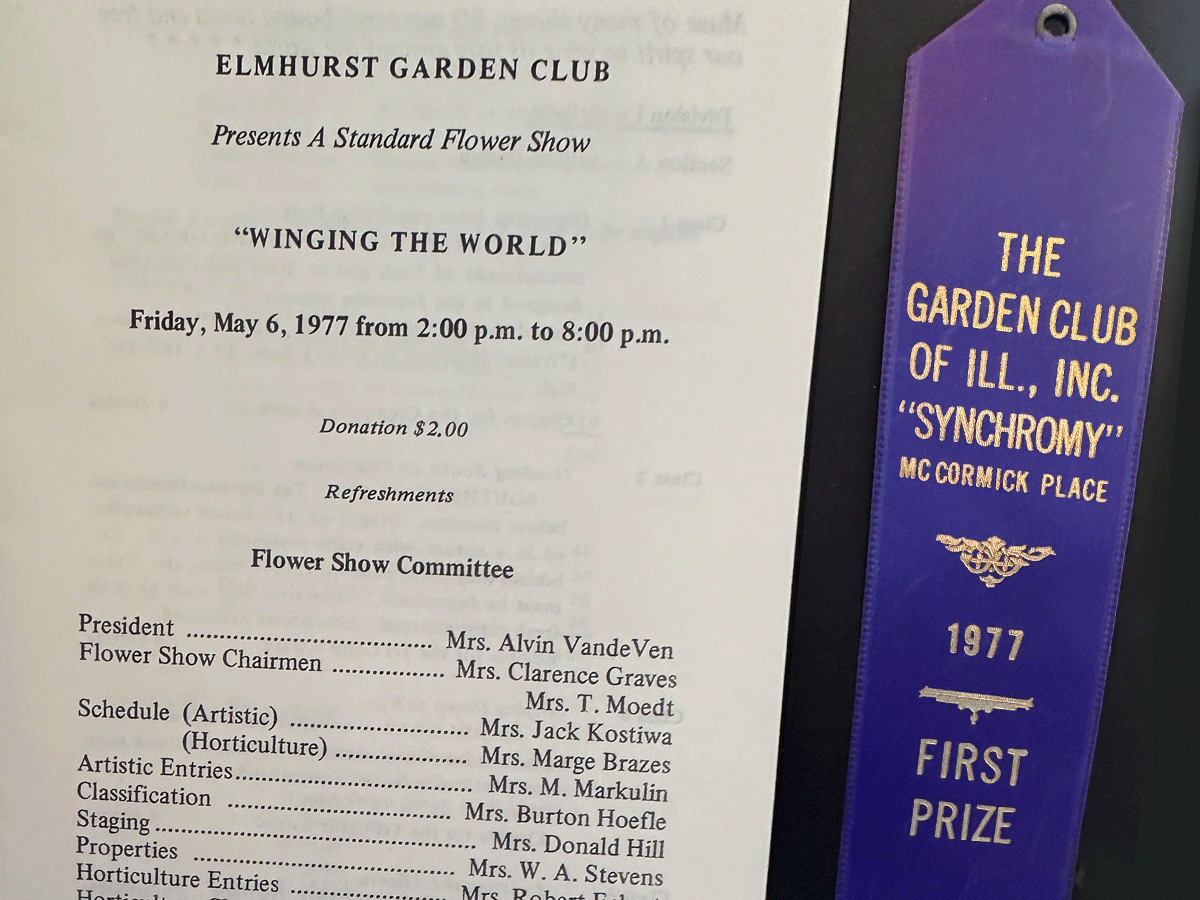 ELMHURST GARDEN CLUB
Presents A Standard Flower Show
"WINGING THE WORLD"
Friday, May 6, 1977 from 2:00 p.m. to 8:00 p.m.
Donation $2.00
Refreshments
Flower Show Committee
President .................................. Mrs. Alvin VandeVen
Flower Show Chairmen ................. Mrs. Clarence Graves
Mrs. T. Moedt
Schedule (Artistic) ........................... Mrs. Jack Kostiwa
(Horticulture) .................... Mrs. Marge Brazes
Artistic Entries................................... Mrs. M. Markulin
Classification ................................. Mrs. Burton Hoefle
Staging ................................................ Mrs. Donald Hill
Properties ....................................... Mrs. W. A. Stevens
Horticulture Entries ........................ Mrs. Robert
THE
GARDEN CLUB
OF ILL., INC.
"SYNCHROMY"
MC CORMICK PLACE
1977
FIRST
PRIZE